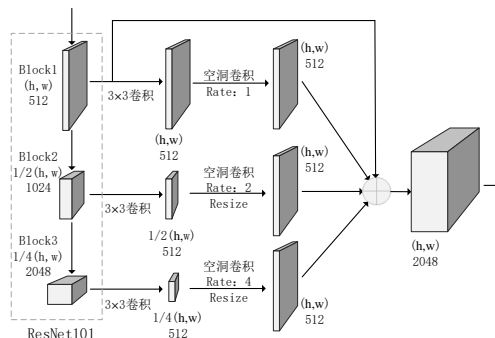 Block1
(h,w)
512
3×3卷积
(h,w)
512
空洞卷积
Rate: 1
(h,w)
512
Block2
1/2(h,w)
1024
3×3卷积
1/2(h,w)
512
空洞卷积
Rate: 2
Resize
(h,w)
512
Block3
1/4(h,w)
2048
3×3卷积
1/4(h,w)
512
空洞卷积
Rate: 4
Resize
(h,w)
512
(h,w)
2048
ResNet101